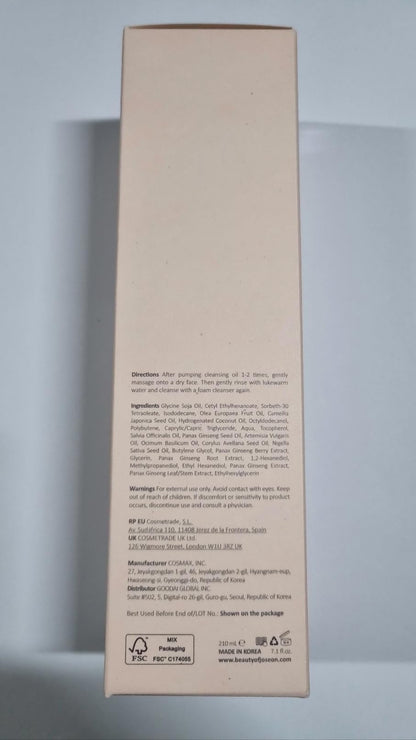 Directions After pumping cleansing oil 1-2 times, gently
massage onto a dry face. Then gently rinse with lukewarm
water and cleanse with a foam cleanser again.
Ingredients Glycine Soja Oil, Cetyl Ethylhexanoate, Sorbeth-30
Tetraoleate, Isododecane, Olea Europaea Fruit Oil, Camellia
Japonica Seed Oil, Hydrogenated Coconut Oil, Octyldodecanol,
Polybutene, Caprylic/Capric Triglyceride, Aqua, Tocopherol,
Salvia Officinalis Oil, Panax Ginseng Seed Oil, Artemisia Vulgaris
Oil, Ocimum Basilicum Oil, Corylus Avellana Seed Oil, Nigella
Sativa Seed Oil, Butylene Glycol, Panax Ginseng Berry Extract,
Glycerin, Panax Ginseng Root Extract, 1,2-Hexanediol,
Methylpropanediol, Ethyl Hexanediol, Panax Ginseng Extract,
Panax Ginseng Leaf/Stem Extract, Ethylhexylglycerin
Warnings For external use only. Avoid contact with eyes. Keep
out of reach of children. If discomfort or sensitivity to product
occurs, discontinue use and consult a physician.
RP EU Cosmetrade, S.L.
Av. Sudáfrica 110, 11408 Jerez de la Frontera, Spain
UK COSMETRADE UK Ltd.
126 Wigmore Street, London W1U 3RZ UK
Manufacturer COSMAX, INC.
27, Jeyakgongdan 1-gil, 46, Jeyakgongdan 2-gil, Hyangnam-eup,
Hwaseong-si, Gyeonggi-do, Republic of Korea
Distributor GOODAI GLOBAL INC.
Suite #502, 5, Digital-ro 26-gil, Guro-gu, Seoul, Republic of Korea
Best Used Before End of/LOT No.: Shown on the package
FSC
MIX
Packaging
FSC® C174055
210 mL e
MADE IN KOREA 7.1 fl.oz.
www.beautyofjoseon.com